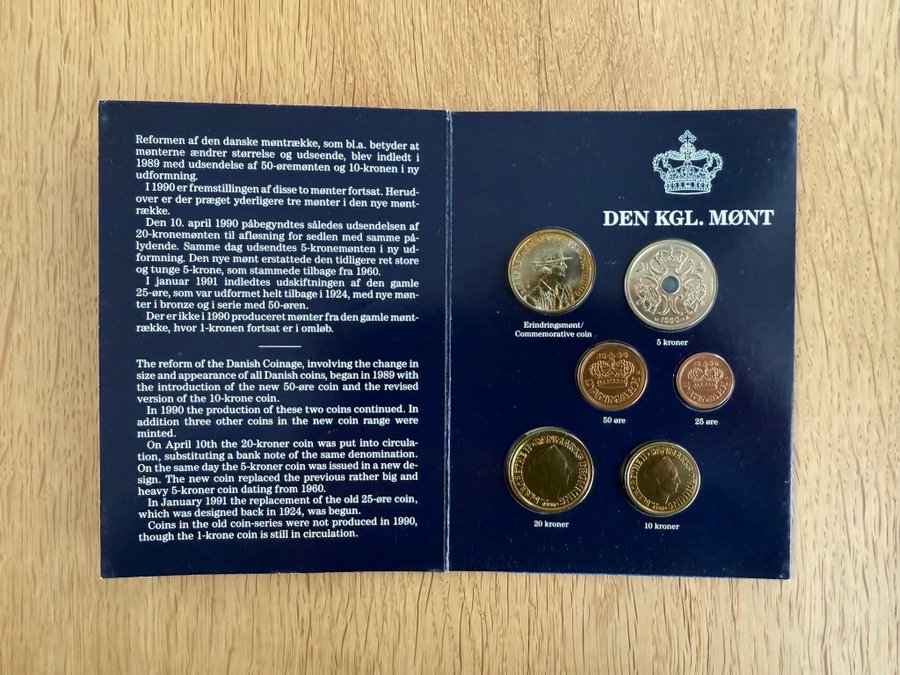 Reformen af den danske møntrække, som bl.a. betyder at
mønterne ændrer størrelse og udseende, blev indledt i
1989 med udsendelse af 50-øremønten og 10-kronen i ny
udformning.
I 1990 er fremstillingen af disse to mønter fortsat. Herud-
over er der præget yderligere tre mønter i den nye mønt-
række.
Den 10. april 1990 påbegyndtes således udsendelsen af
20-kronemønten til afløsning for sedlen med samme på-
lydende. Samme dag udsendtes 5-kronemønten i ny ud-
formning. Den nye mønt erstattede den tidligere ret store
og tunge 5-krone, som stammede tilbage fra 1960.
I januar 1991 indledtes udskiftningen af den gamle
25-øre, som var udformet helt tilbage i 1924, med nye møn-
ter i bronze og i serie med 50-øren.
Der er ikke i 1990 produceret mønter fra den gamle mønt-
række, hvor 1-kronen fortsat er i omløb.
The reform of the Danish Coinage, involving the change in
size and appearance of all Danish coins, began in 1989 with
the introduction of the new 50-øre coin and the revised
version of the 10-krone coin.
In 1990 the production of these two coins continued. In
addition three other coins in the new coin range were
minted.
On April 10th the 20-kroner coin was put into circula-
tion, substituting a bank note of the same denomination.
On the same day the 5-kroner coin was issued in a new de-
sign. The new coin replaced the previous rather big and
heavy 5-kroner coin dating from 1960.
In January 1991 the replacement of the old 25-øre coin,
which was designed back in 1924, was begun.
Coins in the old coin-series were not produced in 1990,
though the 1-krone coin is still in circulation.
DEN KGL. MØNT
Erindringsmønt/
Commemorative coin
5 kroner
1990
50 øre
DANMARK
25 øre
DANMARK
20 kroner
MARGRETHE II DANMARKS DRONNING
10 kroner
MARGRETHE II DANMARKS DRONNING